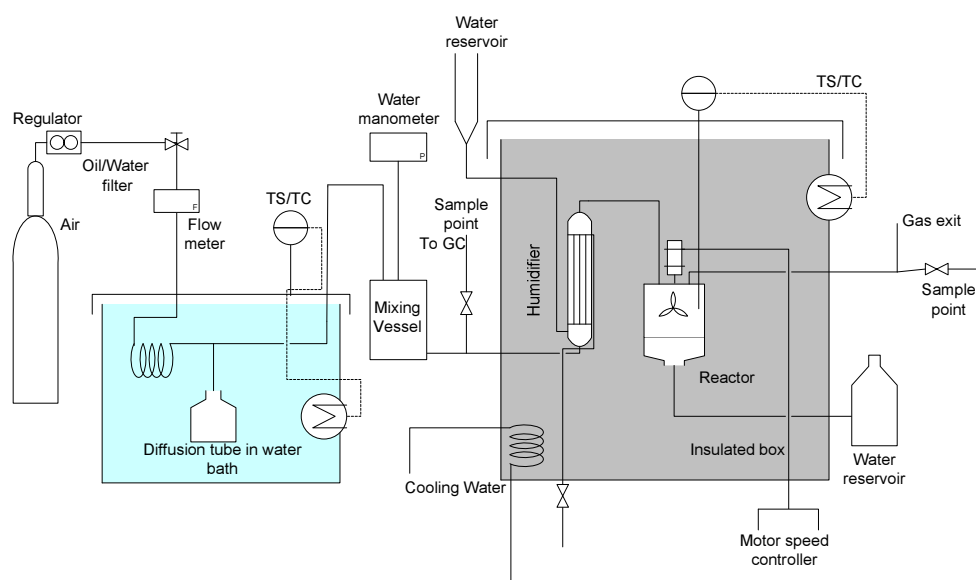 Water
reservoir
TS/TC
Water
manometer
Regulator
P
Oil/Water
filter
Sample
point
To GC
TS/TC
F
Flow
meter
Air
Gas exit
Humidifier
Sample
point
Mixing
Vessel
Reactor
Diffusion tube in water
bath
Insulated box
Water
reservoir
Cooling Water
Motor speed
controller